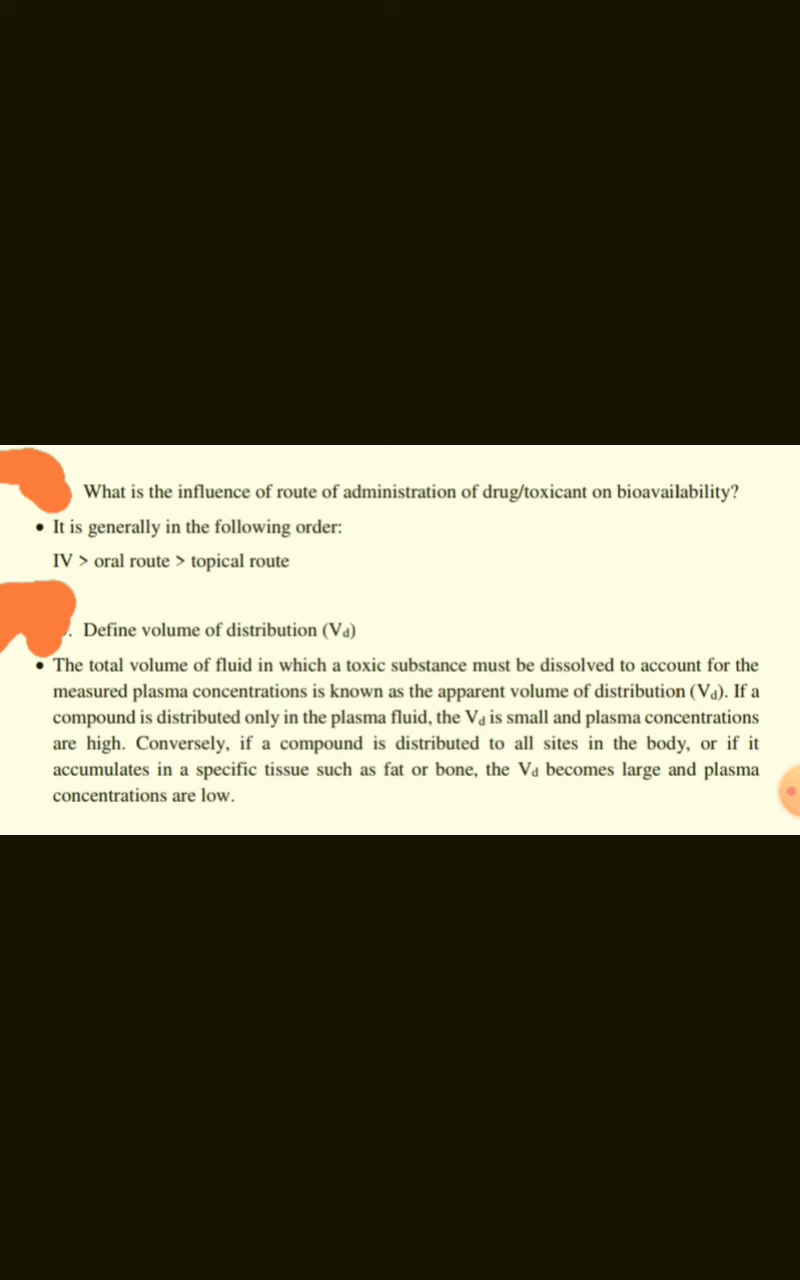 What is the influence of route of administration of drug/toxicant on bioavailability?
• It is generally in the following order:
IV > oral route > topical route
. Define volume of distribution (Vd)
• The total volume of fluid in which a toxic substance must be dissolved to account for the
measured plasma concentrations is known as the apparent volume of distribution (Vd). If a
compound is distributed only in the plasma fluid, the Vd is small and plasma concentrations
are high. Conversely, if a compound is distributed to all sites in the body, or if it
accumulates in a specific tissue such as fat or bone, the Vd becomes large and plasma
concentrations are low.